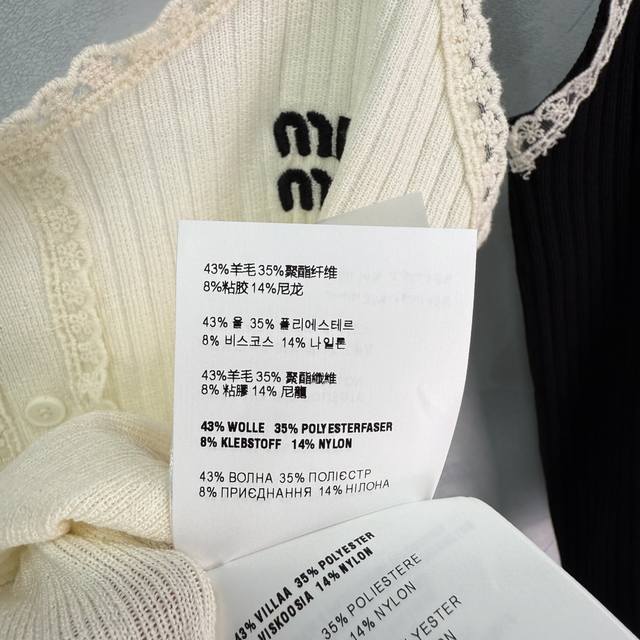 43%羊毛35%聚酯纤维
8%粘胶14%尼龙
43% 울 35% 폴리에스테르
8% 비스코스 14% 나일론
43%羊毛35% 聚酯纖維
8%粘膠14% 尼龍
43% WOLLE 35% POLYESTERFASER
8% KLEBSTOFF 14% NYLON
43% ВОЛНА 35% ПОЛІЄСТР
8% ПРИЄДНАННЯ 14% НІЛОНА
43% VILLAA 35% POLYESTER
VISKOOSIA 14% NYLON
35% POLIESTERE
14% NYLON
POLYESTER
14% NYLON